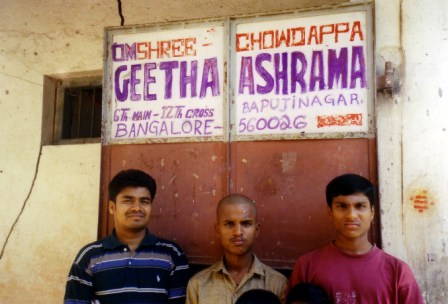 OMSHREE - CHOWDAPPA
GEETHA ASHRAMA
6TH MAIN - 12TH CROSS BAPUJINAGAR
BANGALORE - 560026